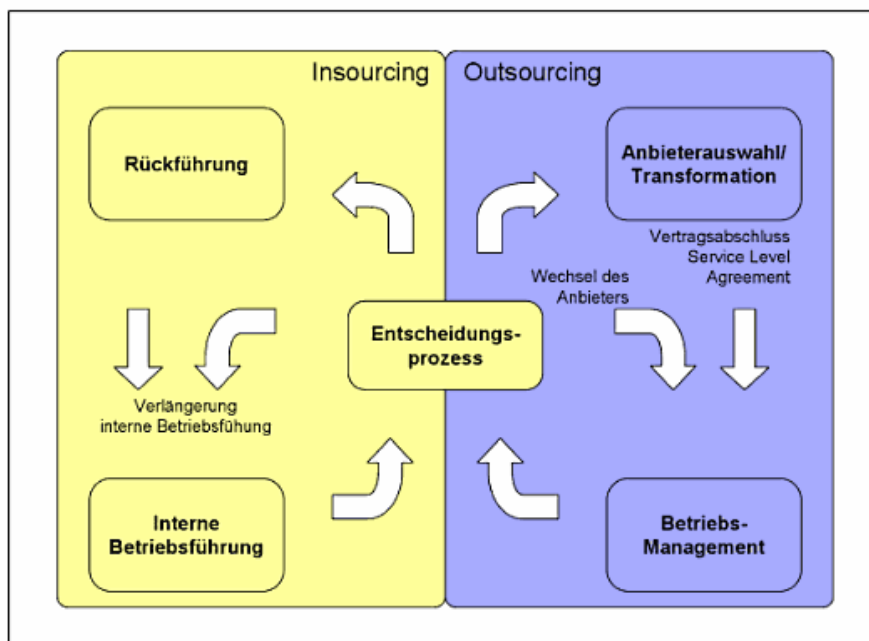 Insourcing
Outsourcing
Rückführung
Anbieterauswahl/
Transformation
Vertragsabschluss
Service Level
Agreement
Wechsel des
Anbieters
Entscheidungs-
prozess
Verlängerung
interne Betriebsfühung
Interne
Betriebsführung
Betriebs-
Management